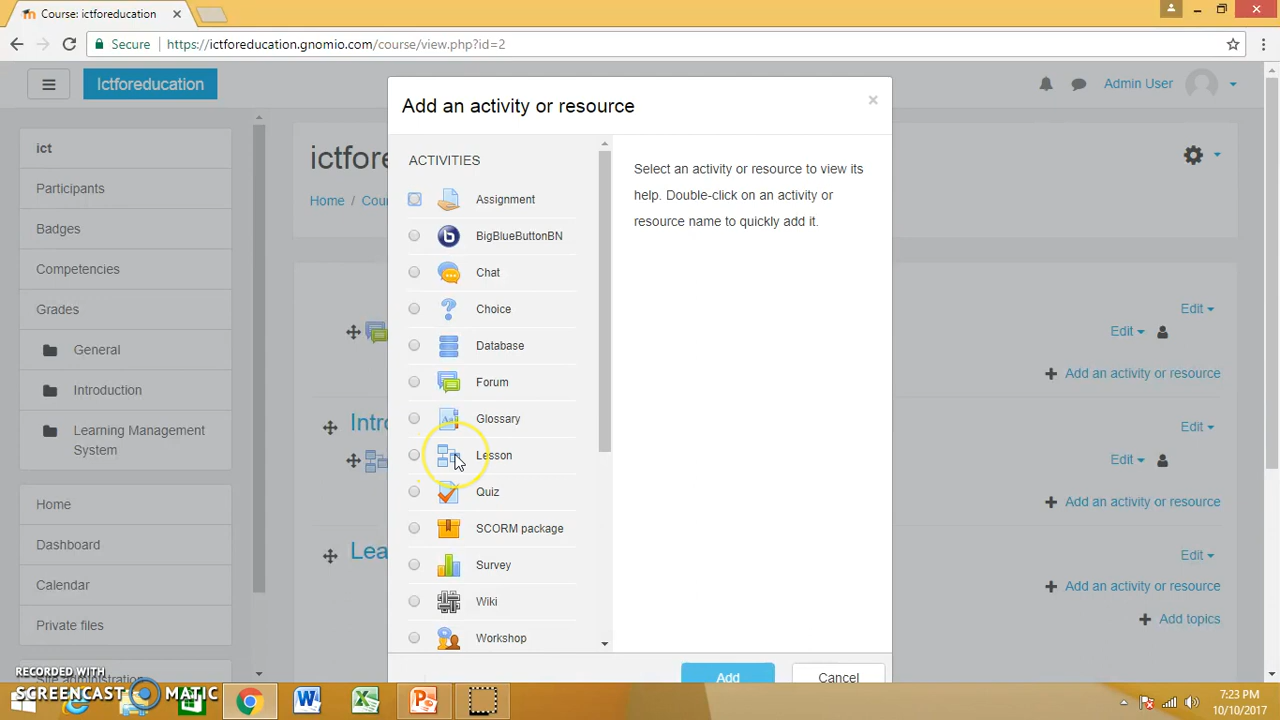 Course: ictforeducation
Secure
https://ictforeducation.gnomio.com/course/view.php?id=2
Ictforeducation
Admin User
ict
Participants
Badges
Competencies
Grades
General
Introduction
Learning Management
System
Home
Dashboard
Calendar
Private files
ictfore
Home / Cou
Intro
Lea
Add an activity or resource
ACTIVITIES
Assignment
BigBlueButtonBN
Chat
Choice
Database
Forum
Glossary
Lesson
Quiz
SCORM package
Survey
Wiki
Workshop
Select an activity or resource to view its
help. Double-click on an activity or
resource name to quickly add it.
Add
Cancel
Edit
Edit
Add an activity or resource
Edit
Edit
Add an activity or resource
Edit
Add an activity or resource
Add topics
RECORDED WITH
SCREENCAST MATIC
7:23 PM
10/10/2017